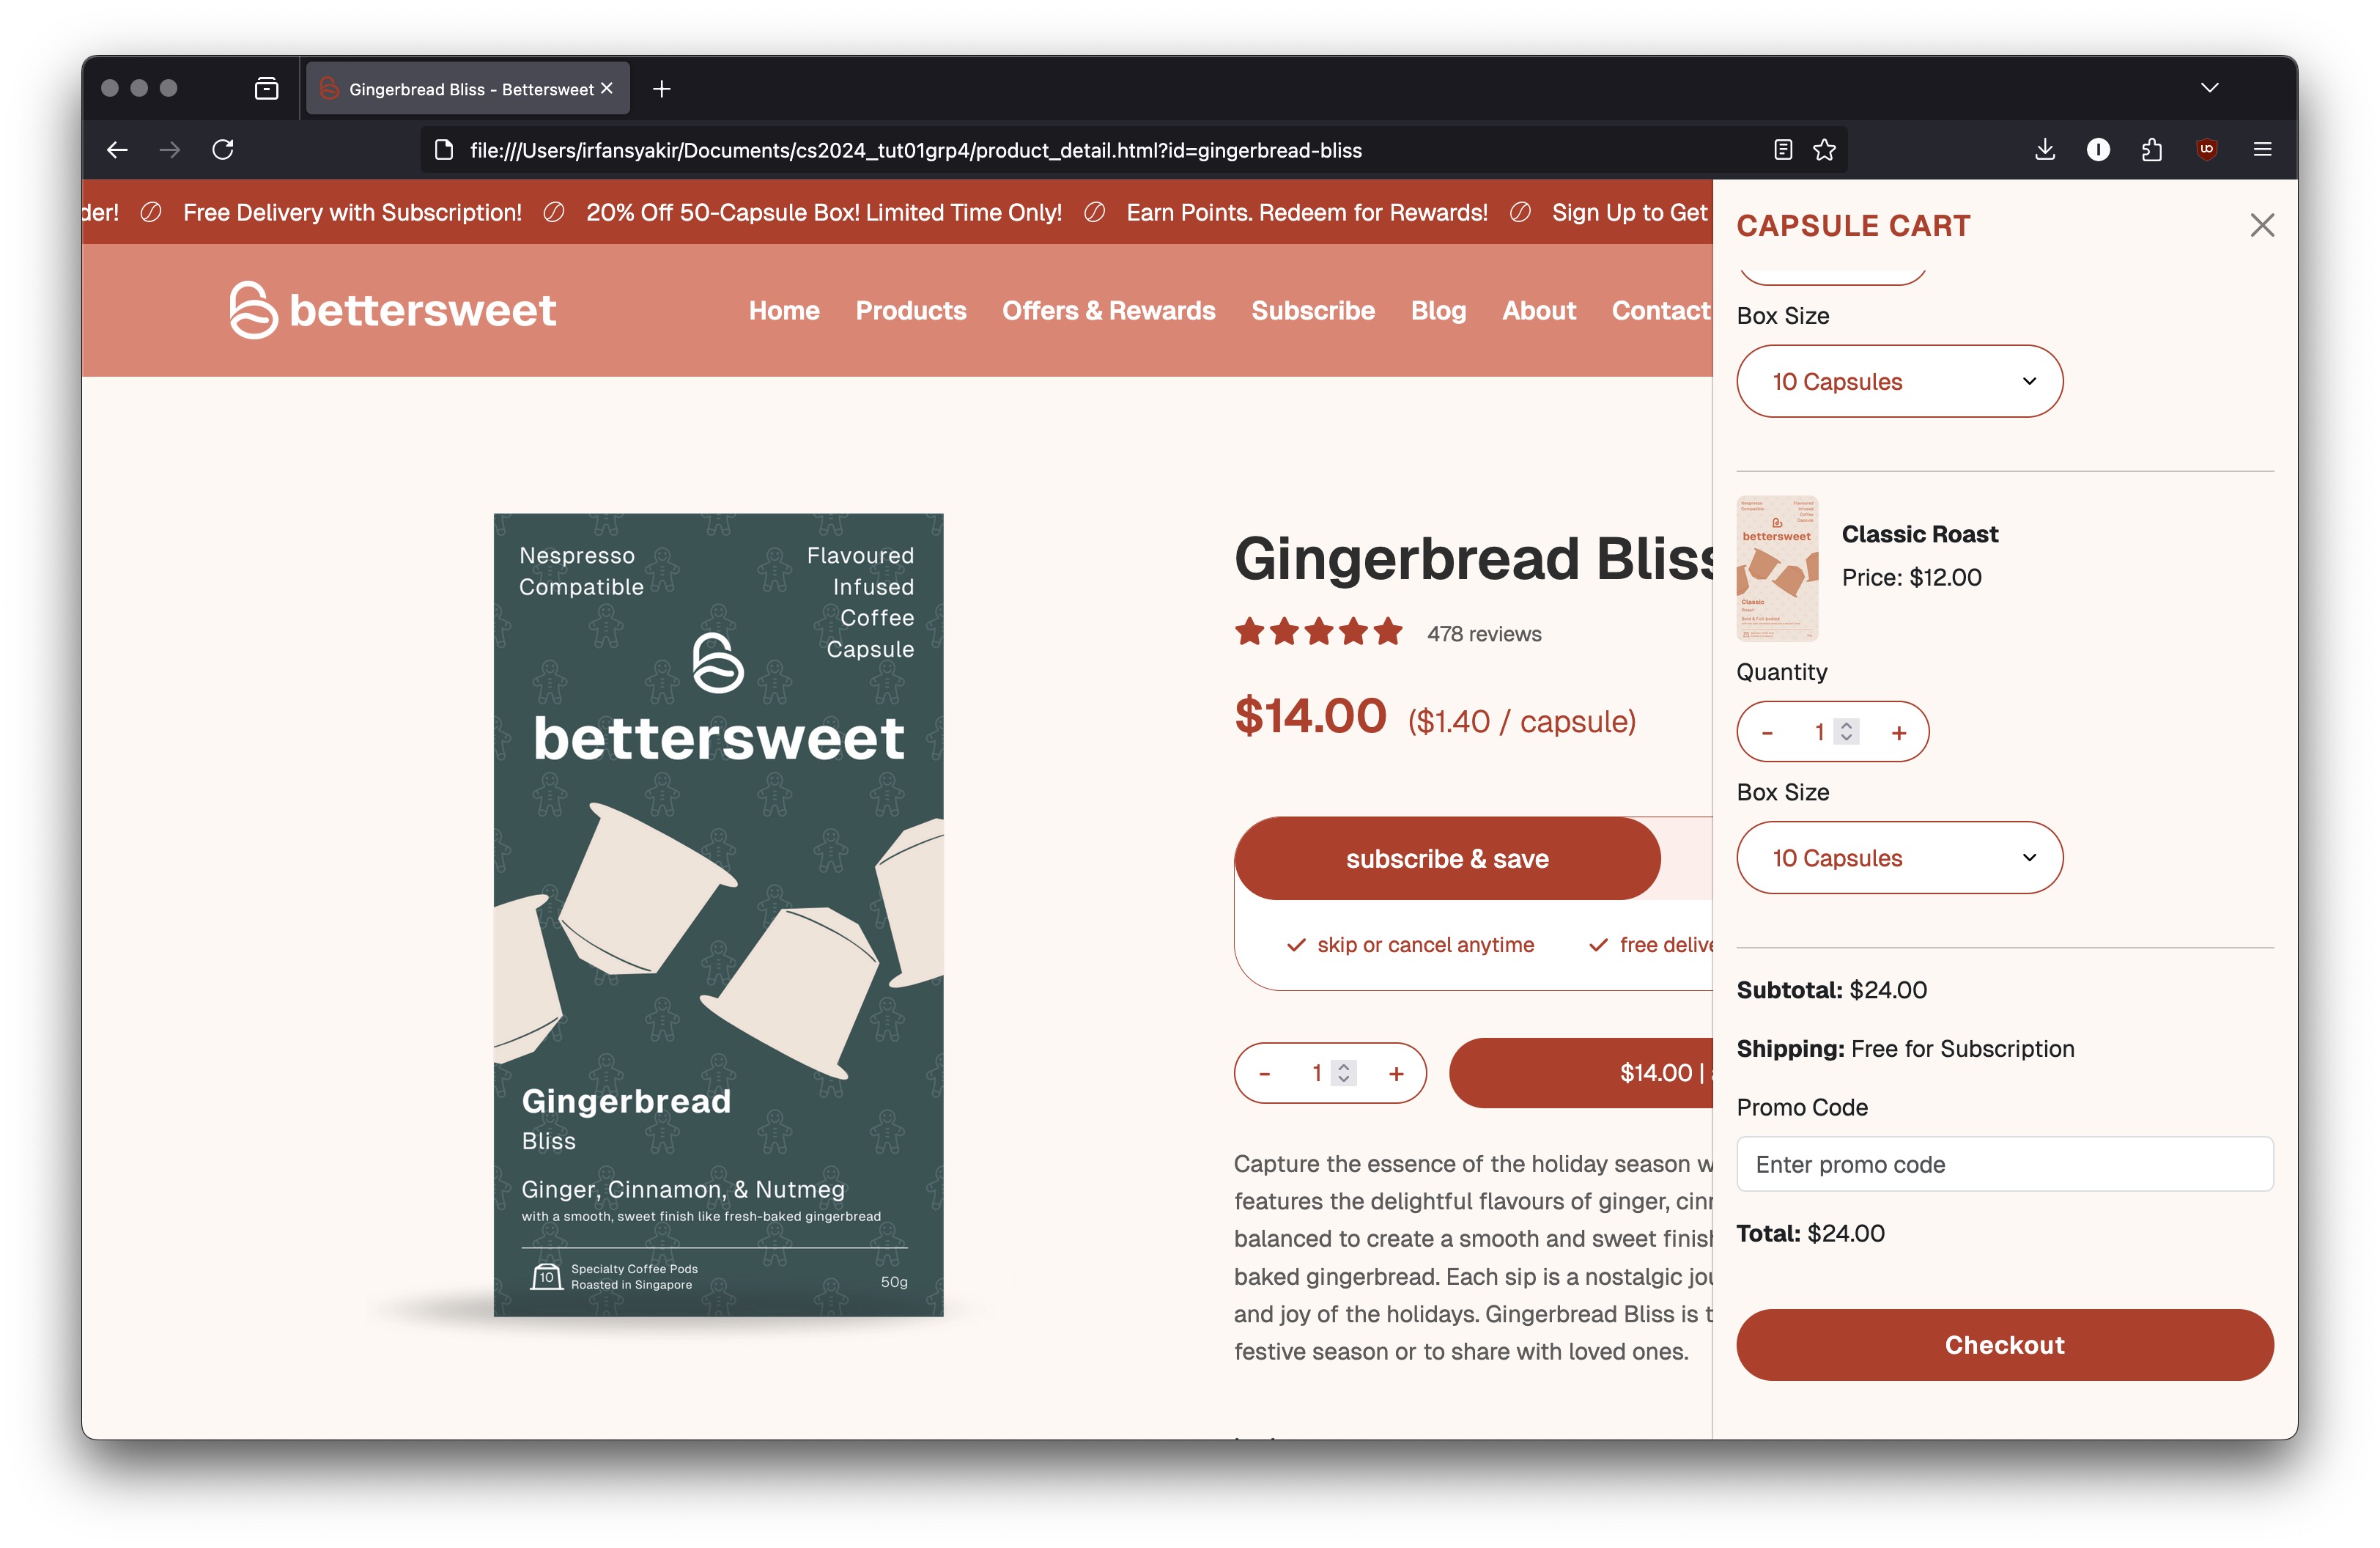 Gingerbread Bliss - Bettersweet
file:///Users/irfansyakir/Documents/cs2024_tut01grp4/product_detail.html?id=gingerbread-bliss
der! Free Delivery with Subscription! 20% Off 50-Capsule Box! Limited Time Only! Earn Points. Redeem for Rewards! Sign Up to Get
bettersweet
Home Products Offers & Rewards Subscribe Blog About Contact
Nespresso
Compatible
Flavoured
Infused
Coffee
Capsule
bettersweet
Gingerbread
Bliss
Ginger, Cinnamon, & Nutmeg
with a smooth, sweet finish like fresh-baked gingerbread
10
Specialty Coffee Pods
Roasted in Singapore
50g
Gingerbread Bliss
478 reviews
$14.00 ($1.40 / capsule)
subscribe & save
skip or cancel anytime free delive
- 1 + $14.00 |
Capture the essence of the holiday season w
features the delightful flavours of ginger, cinn
balanced to create a smooth and sweet finish
baked gingerbread. Each sip is a nostalgic jou
and joy of the holidays. Gingerbread Bliss is t
festive season or to share with loved ones.
CAPSULE CART
Box Size
10 Capsules
Nespresso
Compatible
Flavoured
Infused
Coffee
Capsule
bettersweet
Classic
Roast
Classic Roast
Price: $12.00
Quantity
- 1 +
Box Size
10 Capsules
Subtotal: $24.00
Shipping: Free for Subscription
Promo Code
Enter promo code
Total: $24.00
Checkout